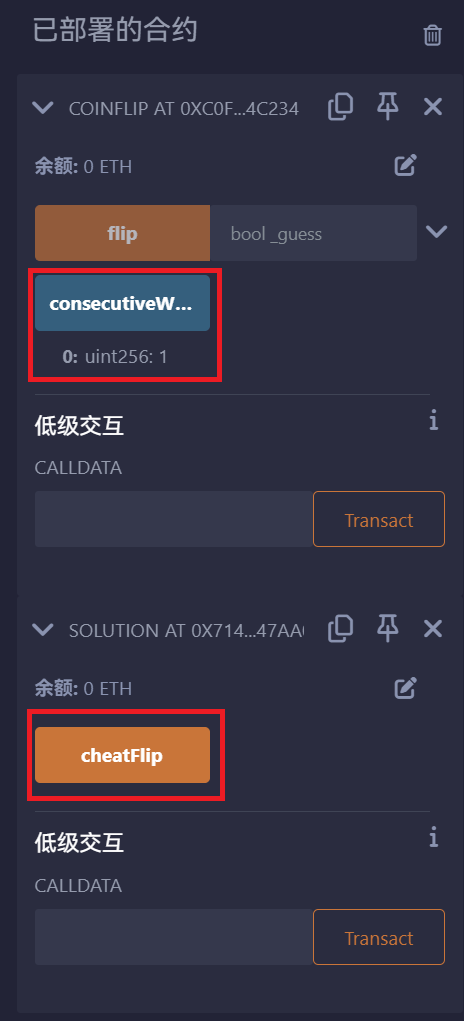 已部署的合约
COINFLIP AT 0XC0F...4C234
余额: 0 ETH
flip bool _guess
consecutiveW...
0: uint256: 1
低级交互
CALLDATA
Transact
SOLUTION AT 0X714...47AA
余额: 0 ETH
cheatFlip
低级交互
CALLDATA
Transact